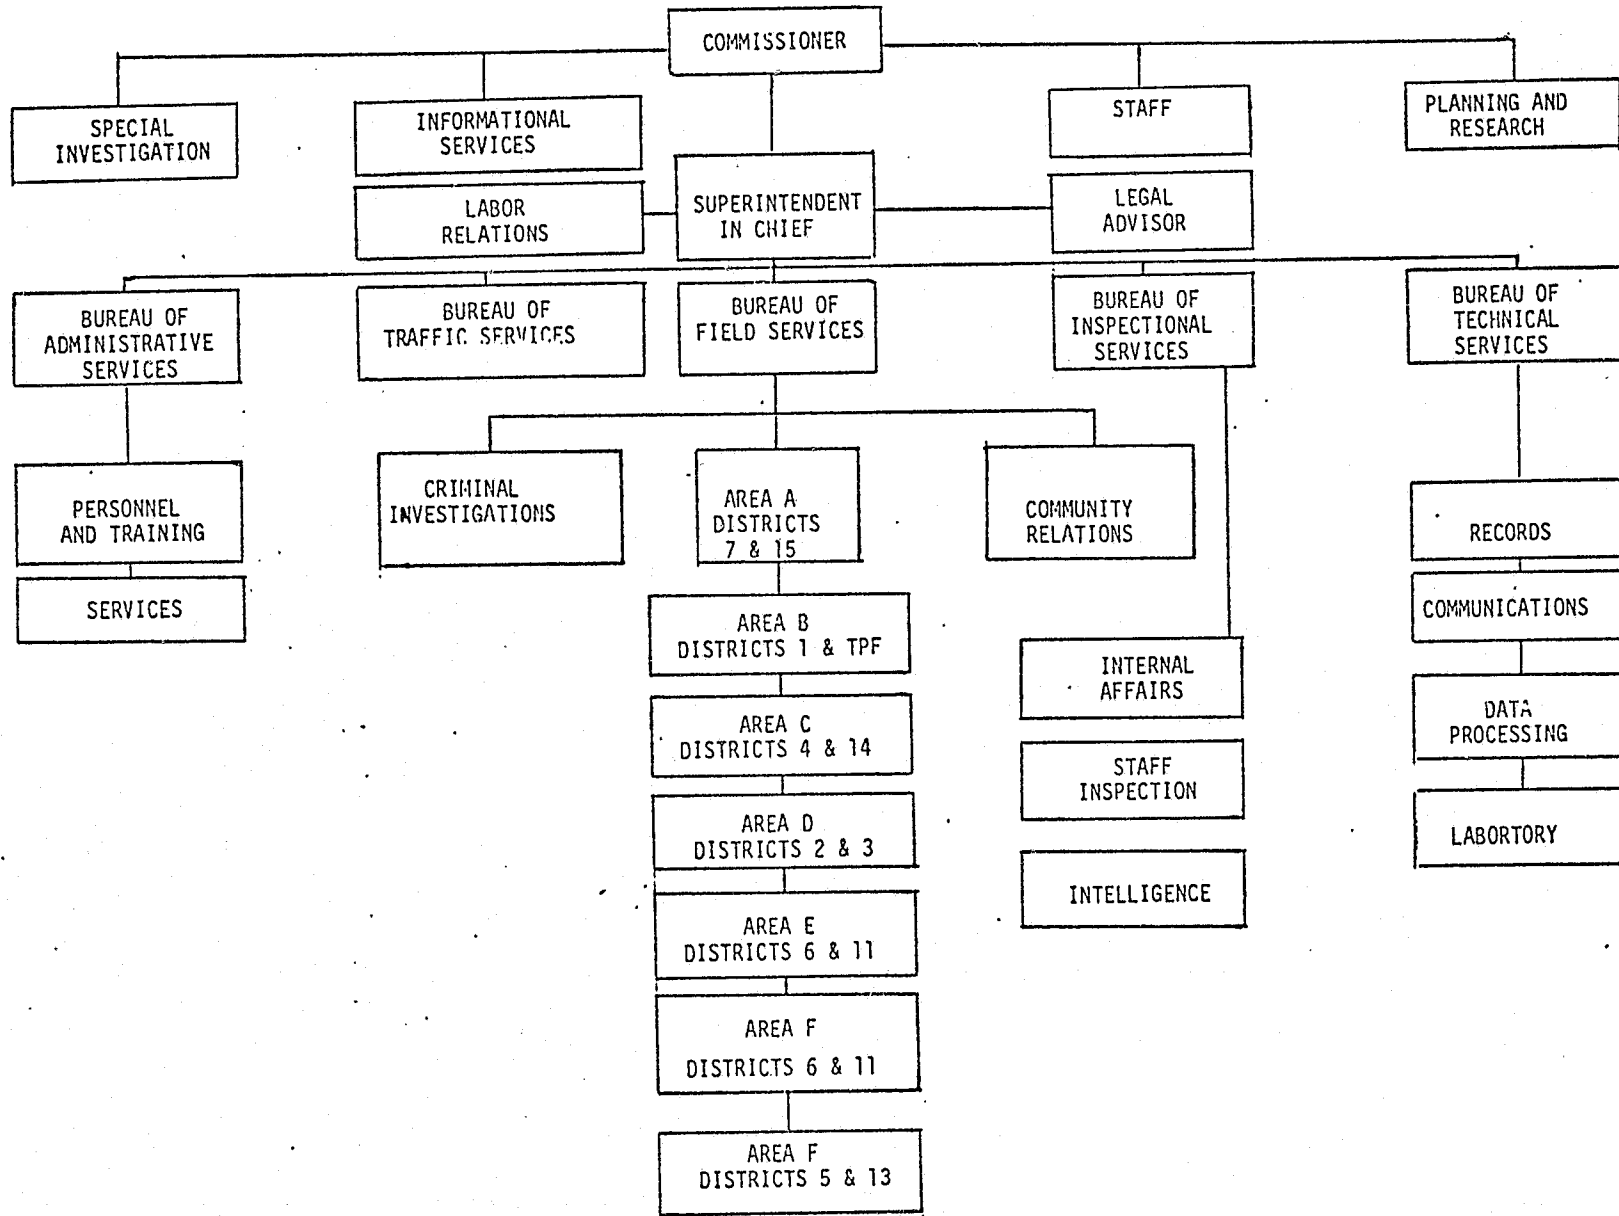 COMMISSIONER
SPECIAL
INVESTIGATION
INFORMATIONAL
SERVICES
STAFF
PLANNING AND
RESEARCH
LABOR
RELATIONS
SUPERINTENDENT
IN CHIEF
LEGAL
ADVISOR
BUREAU OF
ADMINISTRATIVE
SERVICES
BUREAU OF
TRAFFIC SERVICES
BUREAU OF
FIELD SERVICES
BUREAU OF
INSPECTIONAL
SERVICES
BUREAU OF
TECHNICAL
SERVICES
PERSONNEL
AND TRAINING
SERVICES
CRIMINAL
INVESTIGATIONS
AREA A
DISTRICTS
7 & 15
COMMUNITY
RELATIONS
RECORDS
COMMUNICATIONS
DATA
PROCESSING
LABORTORY
AREA B
DISTRICTS 1 & TPF
AREA C
DISTRICTS 4 & 14
AREA D
DISTRICTS 2 & 3
AREA E
DISTRICTS 6 & 11
AREA F
DISTRICTS 6 & 11
AREA F
DISTRICTS 5 & 13
INTERNAL
AFFAIRS
STAFF
INSPECTION
INTELLIGENCE